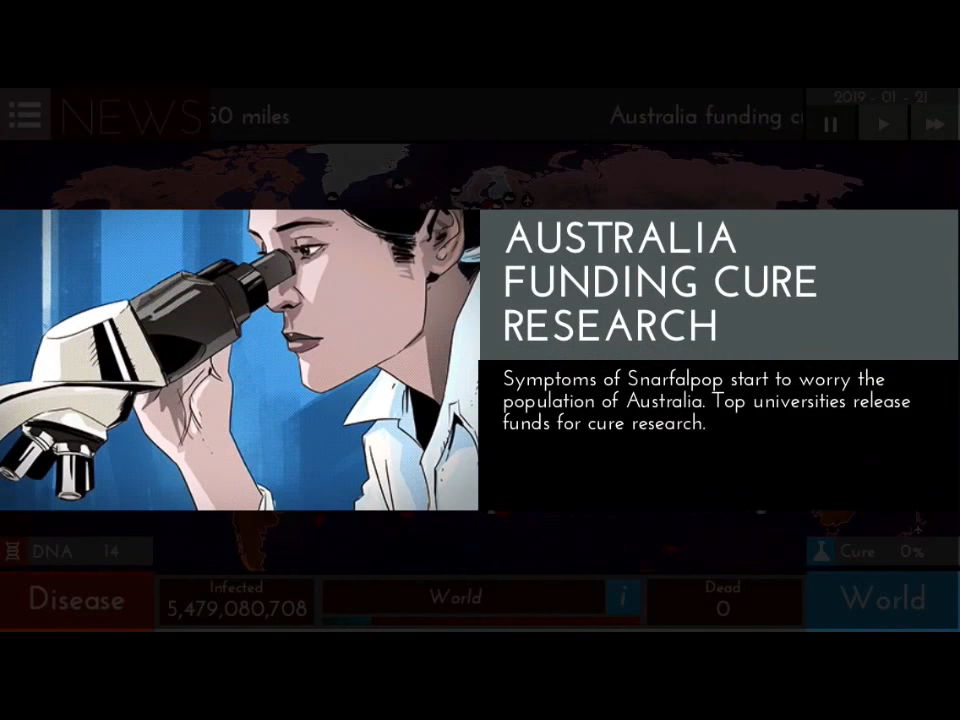 NEWS
50 miles
Australia funding cu
2019 - 01 - 21
AUSTRALIA
FUNDING CURE
RESEARCH
Symptoms of Snarfalpop start to worry the
population of Australia. Top universities release
funds for cure research.
DNA 14
Cure 0%
Disease
Infected
5,479,080,708
World
i
Dead
0
World